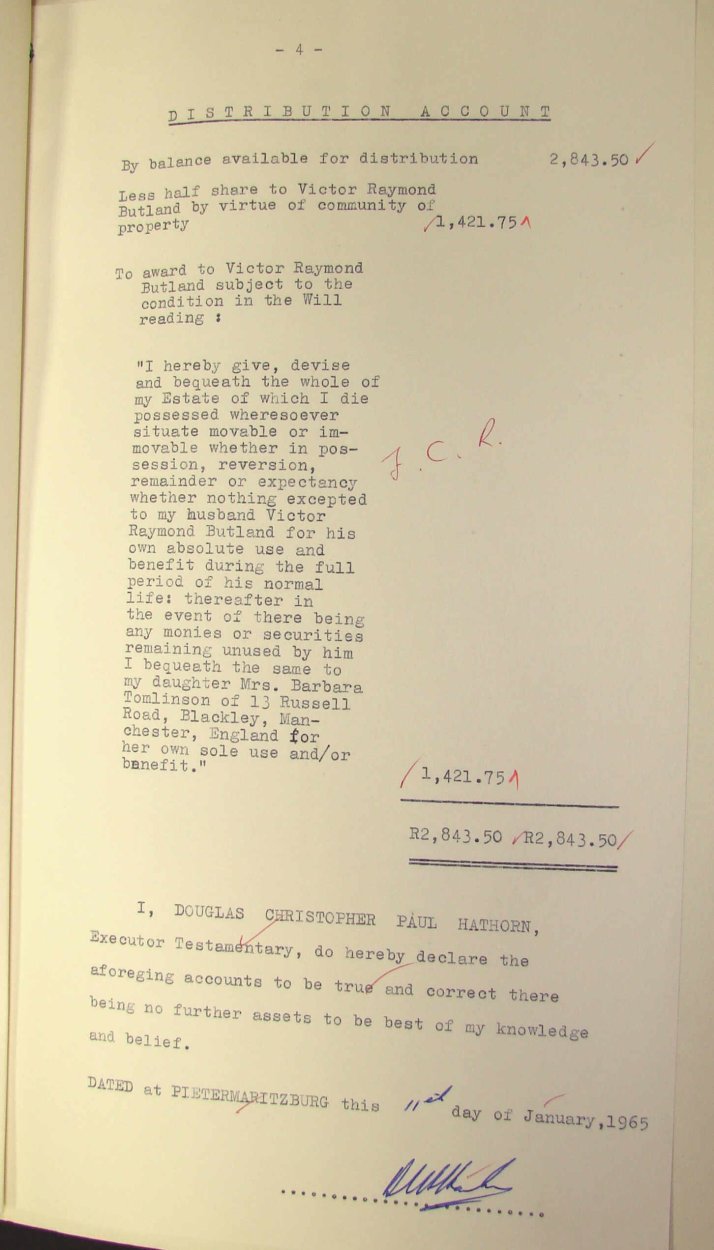 - 4 -
DISTRIBUTION ACCOUNT
By balance available for distribution 2,843.50
Less half share to Victor Raymond
Butland by virtue of community of
property 1,421.75
To award to Victor Raymond
Butland subject to the
condition in the Will
reading :
"I hereby give, devise
and bequeath the whole of
my Estate of which I die
possessed wheresoever
situate movable or im-
movable whether in pos-
session, reversion,
remainder or expectancy
whether nothing excepted
to my husband Victor
Raymond Butland for his
own absolute use and
benefit during the full
period of his normal
life: thereafter in
the event of there being
any monies or securities
remaining unused by him
I bequeath the same to
my daughter Mrs. Barbara
Tomlinson of 13 Russell
Road, Blackley, Man-
chester, England for
her own sole use and/or
benefit."
C. R.
1,421.75
R2,843.50 R2,843.50
I, DOUGLAS CHRISTOPHER PAUL HATHORN,
Executor Testamentary, do hereby declare the
aforeging accounts to be true and correct there
being no further assets to be best of my knowledge
and belief.
DATED at PIETERMARITZBURG this 11 day of January,1965